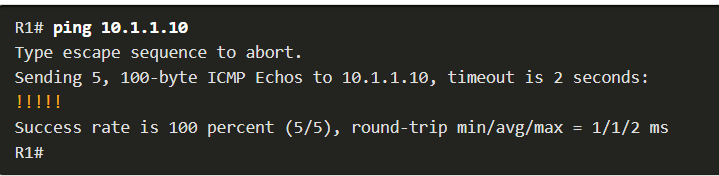 R1# ping 10.1.1.10
Type escape sequence to abort.
Sending 5, 100-byte ICMP Echos to 10.1.1.10, timeout is 2 seconds:
!!!!!
Success rate is 100 percent (5/5), round-trip min/avg/max = 1/1/2 ms
R1#